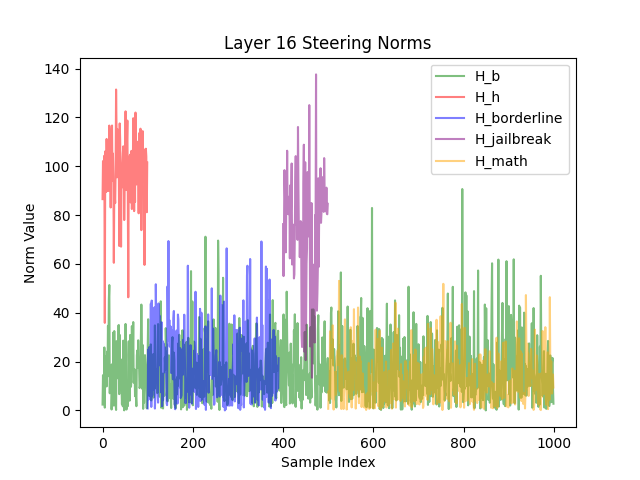 Layer 16 Steering Norms
H_b
H_h
H_borderline
H_jailbreak
H_math
Norm Value
140
120
100
80
60
40
20
0
0
200
400
600
800
1000
Sample Index